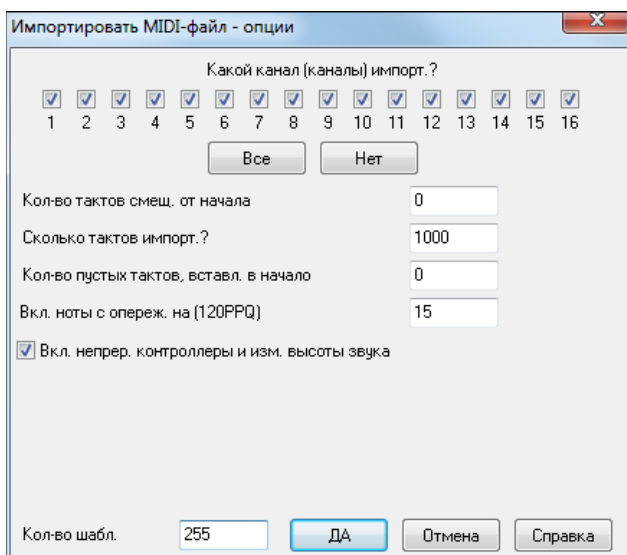 Импортировать MIDI-файл - опции
Какой канал (каналы) импорт.?
1 2 3 4 5 6 7 8 9 10 11 12 13 14 15 16
Все Нет
Кол-во тактов смещ. от начала 0
Сколько тактов импорт.? 1000
Кол-во пустых тактов, вставл. в начало 0
Вкл. ноты с опереж. на (120PPQ) 15
Вкл. непрер. контроллеры и изм. высоты звука
Кол-во шабл. 255 ДА Отмена Справка